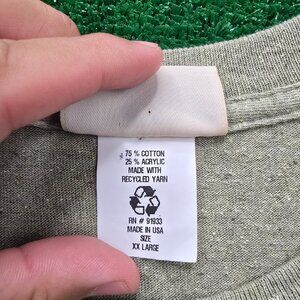 75 % COTTON
25 % ACRYLIC
MADE WITH
RECYCLED YARN
RN # 91933
MADE IN USA
SIZE
XX LARGE